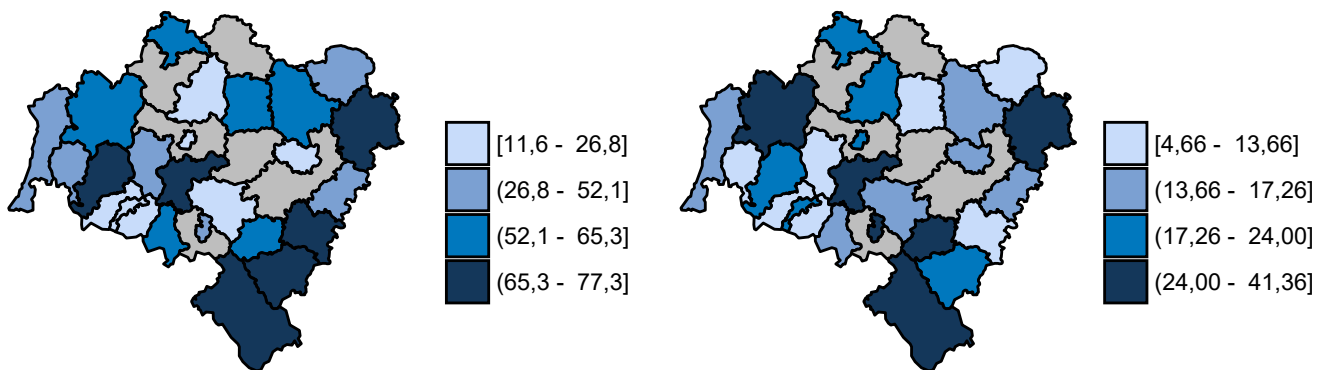 [11,6 - 26,8]
(26,8 - 52,1]
(52,1 - 65,3]
(65,3 - 77,3]
[4,66 - 13,66]
(13,66 - 17,26]
(17,26 - 24,00]
(24,00 - 41,36]